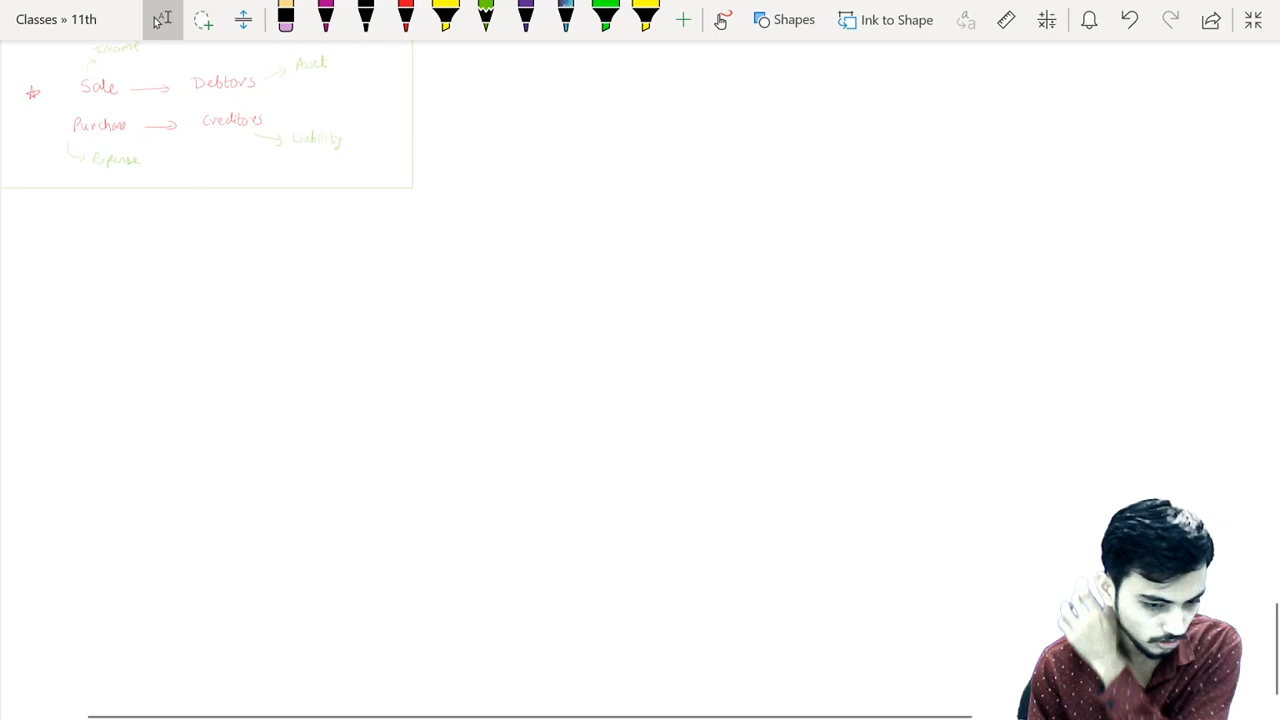 Classes » 11th
Shapes
Ink to Shape
Income
Asset
Sale → Debtors
Purchase → Creditors
Liability
Expense